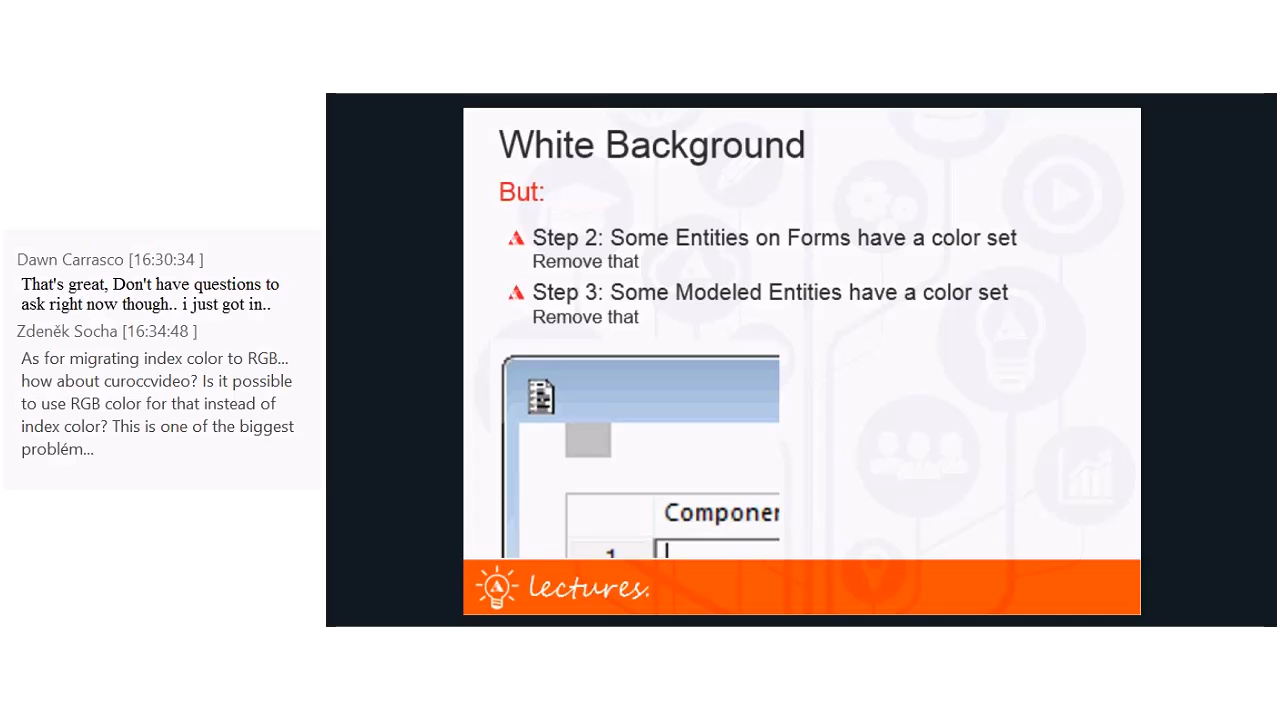 Dawn Carrasco [16:30:34 ]
That's great, Don't have questions to
ask right now though.. i just got in..
Zdeněk Socha [16:34:48 ]
As for migrating index color to RGB...
how about curoccvideo? Is it possible
to use RGB color for that instead of
index color? This is one of the biggest
problém...
White Background
But:
Step 2: Some Entities on Forms have a color set
Remove that
Step 3: Some Modeled Entities have a color set
Remove that
Componen
1
lectures.